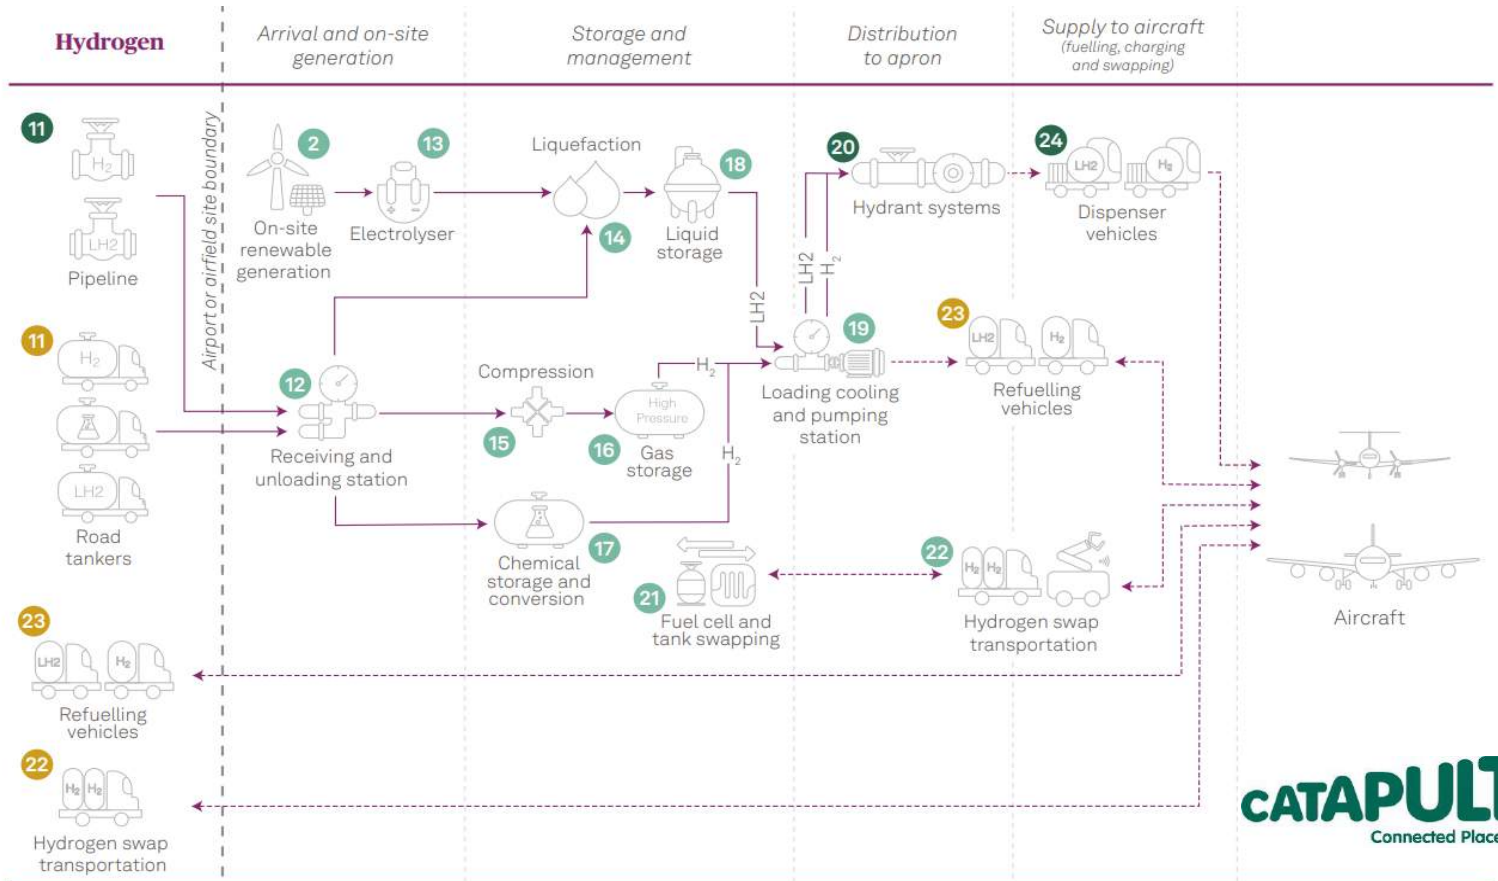 Hydrogen
Arrival and on-site
generation
Storage and
management
Distribution
to apron
Supply to aircraft
(fuelling, charging
and swapping)
Airport or airfield site boundary
11
H2
LH2
Pipeline
11
H2
LH2
Road
tankers
23
LH2
H2
Refuelling
vehicles
22
H2 H2
Hydrogen swap
transportation
2
On-site
renewable
generation
13
Electrolyser
12
Receiving and
unloading station
Liquefaction
14
18
Liquid
storage
LH2
Compression
15
High
Pressure
16
Gas
storage
H2
H2
17
Chemical
storage and
conversion
21
Fuel cell and
tank swapping
LH2
H2
19
Loading cooling
and pumping
station
20
Hydrant systems
24
LH2
H2
Dispenser
vehicles
23
LH2
H2
Refuelling
vehicles
22
H2 H2
Hydrogen swap
transportation
Aircraft
CATAPULT
Connected Place